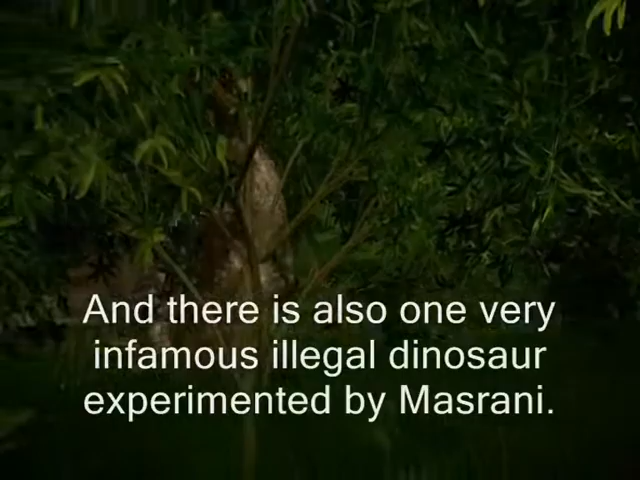 And there is also one very
infamous illegal dinosaur
experimented by Masrani.